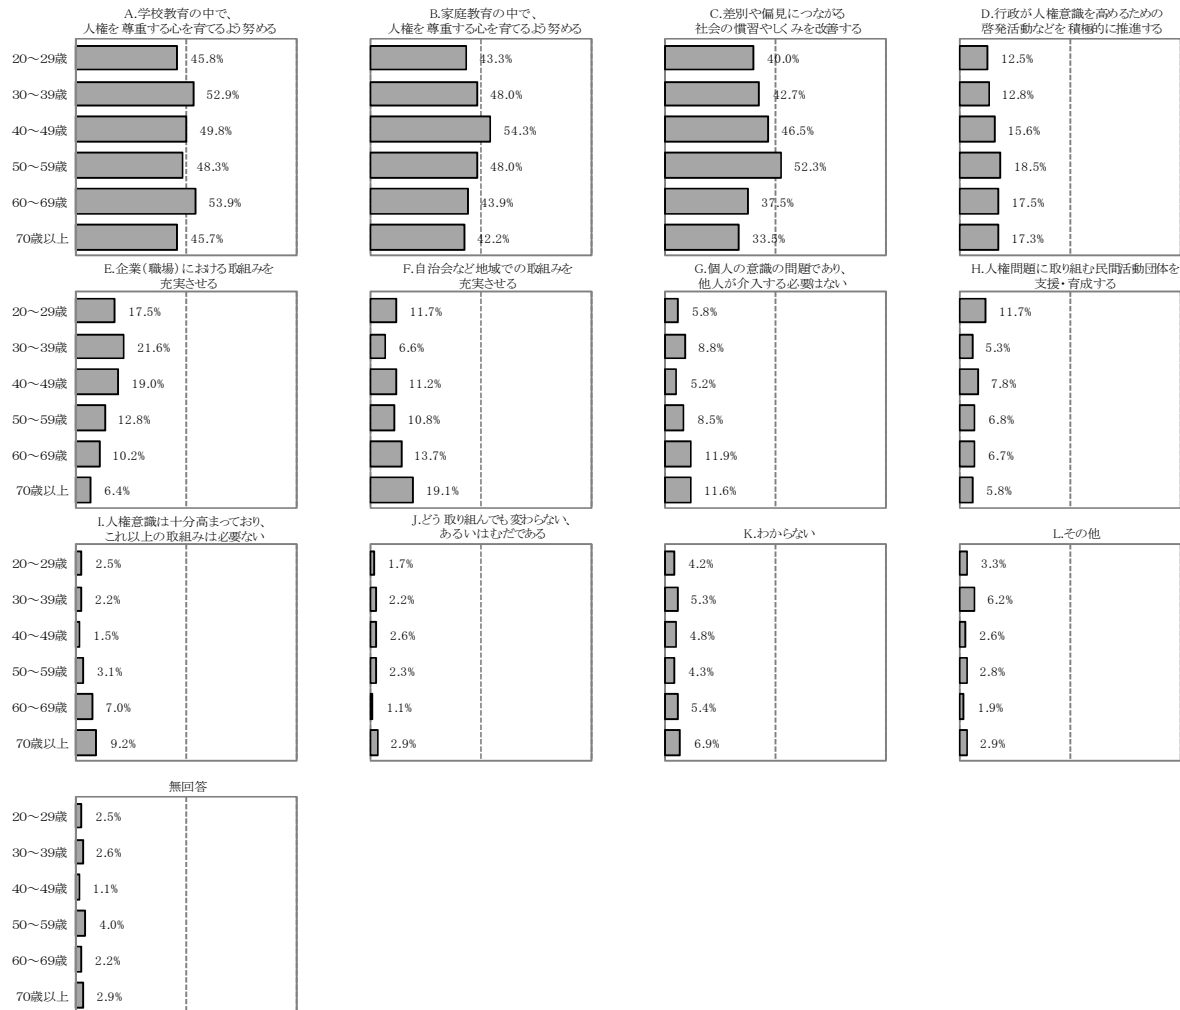 A.学校教育の中で、
人権を尊重する心を育てるよう努める
20～29歳
45.8%
30～39歳
52.9%
40～49歳
49.8%
50～59歳
48.3%
60～69歳
53.9%
70歳以上
45.7%
B.家庭教育の中で、
人権を尊重する心を育てるよう努める
43.3%
48.0%
54.3%
48.0%
43.9%
42.2%
C.差別や偏見につながる
社会の慣習やしくみを改善する
40.0%
42.7%
46.5%
52.3%
37.5%
33.5%
D.行政が人権意識を高めるための
啓発活動などを積極的に推進する
12.5%
12.8%
15.6%
18.5%
17.5%
17.3%
E.企業(職場)における取組みを
充実させる
20～29歳
17.5%
30～39歳
21.6%
40～49歳
19.0%
50～59歳
12.8%
60～69歳
10.2%
70歳以上
6.4%
F.自治会など地域での取組みを
充実させる
11.7%
6.6%
11.2%
10.8%
13.7%
19.1%
G.個人の意識の問題であり、
他人が介入する必要はない
5.8%
8.8%
5.2%
8.5%
11.9%
11.6%
H.人権問題に取り組む民間活動団体を
支援・育成する
11.7%
5.3%
7.8%
6.8%
6.7%
5.8%
I.人権意識は十分高まっており、
これ以上の取組みは必要ない
20～29歳
2.5%
30～39歳
2.2%
40～49歳
1.5%
50～59歳
3.1%
60～69歳
7.0%
70歳以上
9.2%
J.どう取り組んでも変わらない、
あるいはむだである
1.7%
2.2%
2.6%
2.3%
1.1%
2.9%
K.わからない
4.2%
5.3%
4.8%
4.3%
5.4%
6.9%
L.その他
3.3%
6.2%
2.6%
2.8%
1.9%
2.9%
無回答
20～29歳
2.5%
30～39歳
2.6%
40～49歳
1.1%
50～59歳
4.0%
60～69歳
2.2%
70歳以上
2.9%